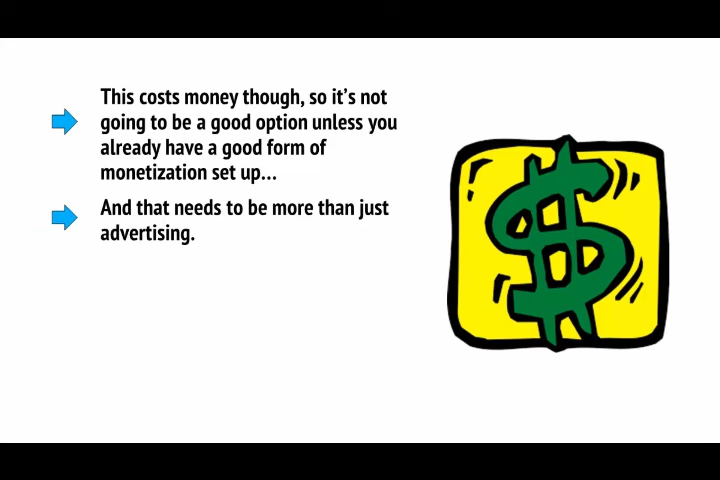 This costs money though, so it's not
going to be a good option unless you
already have a good form of
monetization set up...
And that needs to be more than just
advertising.